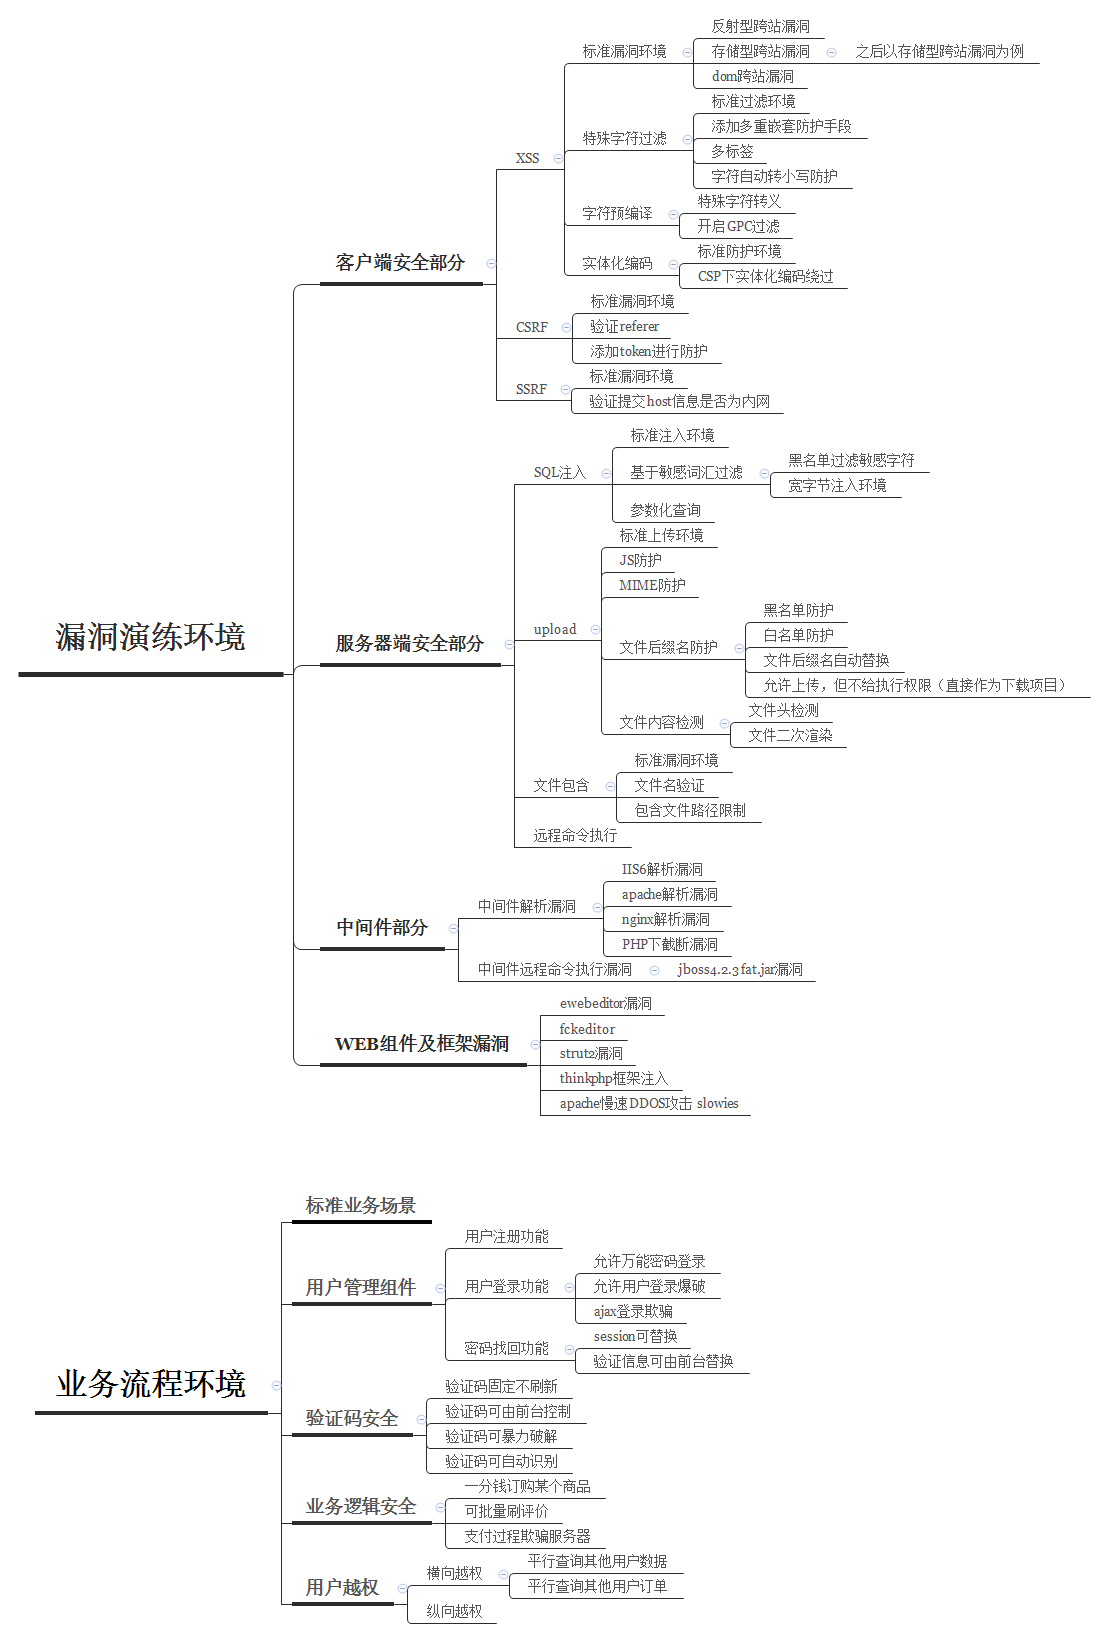 漏洞演练环境
客户端安全部分
XSS
标准漏洞环境
反射型跨站漏洞
存储型跨站漏洞
之后以存储型跨站漏洞为例
dom跨站漏洞
特殊字符过滤
标准过滤环境
添加多重嵌套防护手段
多标签
字符自动转小写防护
字符预编译
特殊字符转义
开启GPC过滤
实体化编码
标准防护环境
CSP下实体化编码绕过
CSRF
标准漏洞环境
验证referer
添加token进行防护
SSRF
标准漏洞环境
验证提交host信息是否为内网
服务器端安全部分
SQL注入
标准注入环境
基于敏感词汇过滤
黑名单过滤敏感字符
宽字节注入环境
参数化查询
upload
标准上传环境
JS防护
MIME防护
文件后缀名防护
黑名单防护
白名单防护
文件后缀名自动替换
允许上传，但不给执行权限（直接作为下载项目）
文件内容检测
文件头检测
文件二次渲染
文件包含
标准漏洞环境
文件名验证
包含文件路径限制
远程命令执行
中间件部分
中间件解析漏洞
IIS6解析漏洞
apache解析漏洞
nginx解析漏洞
PHP下截断漏洞
中间件远程命令执行漏洞
jboss4.2.3 fat.jar漏洞
WEB组件及框架漏洞
ewebeditor漏洞
fckeditor
strut2漏洞
thinkphp框架注入
apache慢速DDOS攻击 slowies
业务流程环境
标准业务场景
用户管理组件
用户注册功能
用户登录功能
允许万能密码登录
允许用户登录爆破
ajax登录欺骗
密码找回功能
session可替换
验证信息可由前台替换
验证码安全
验证码固定不刷新
验证码可由前台控制
验证码可暴力破解
验证码可自动识别
业务逻辑安全
一分钱订购某个商品
可批量刷评价
支付过程欺骗服务器
用户越权
横向越权
平行查询其他用户数据
平行查询其他用户订单
纵向越权